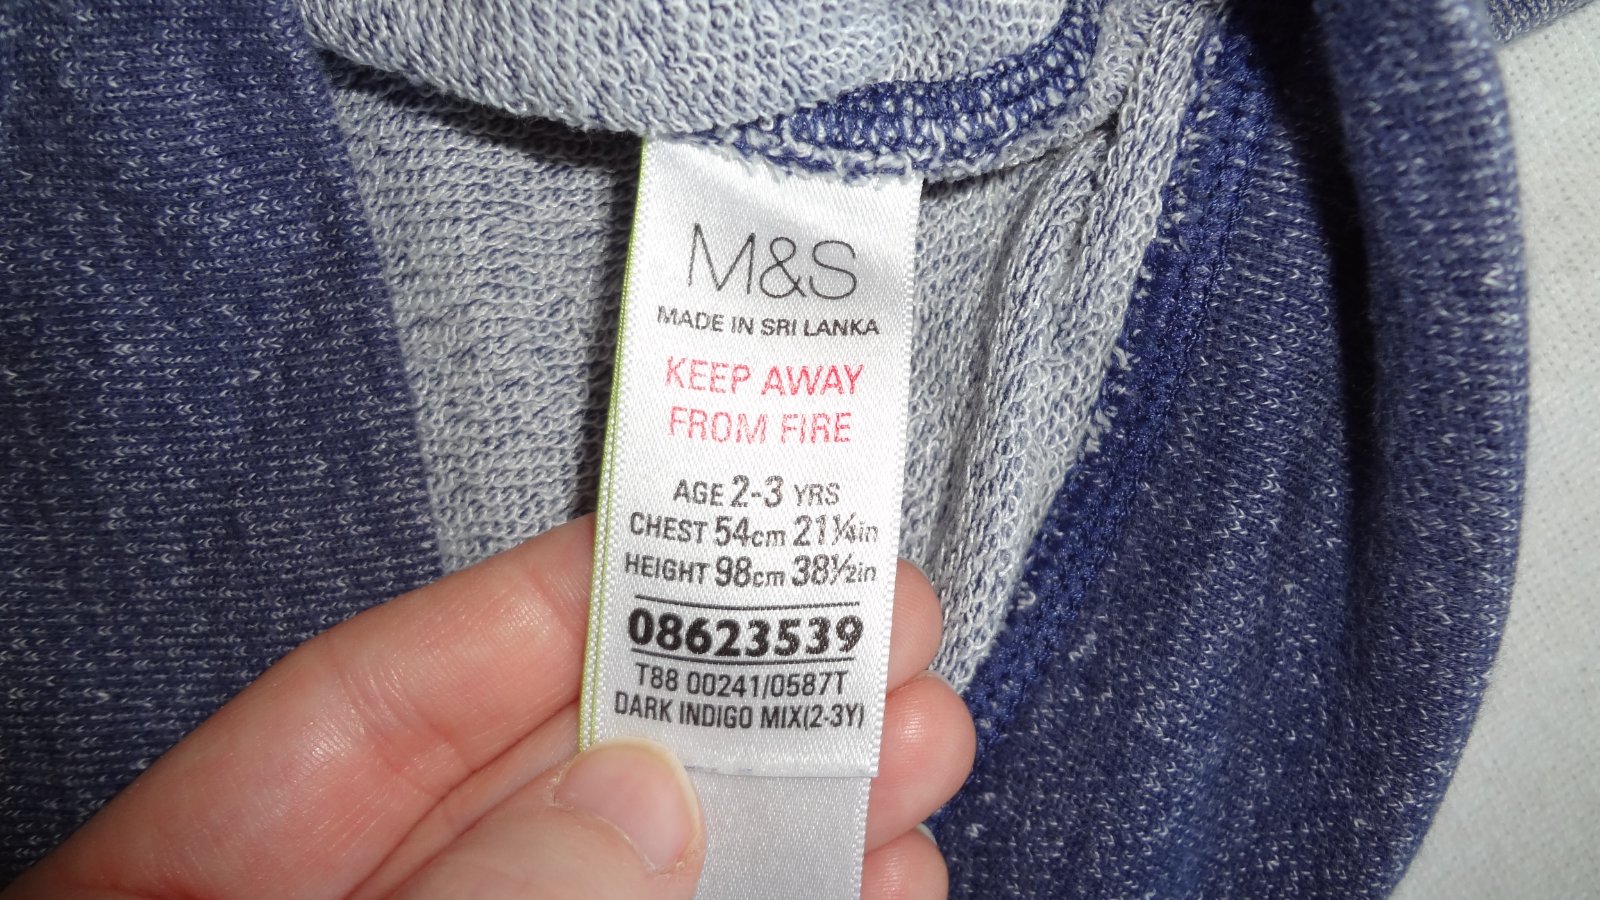 M&S
MADE IN SRI LANKA
KEEP AWAY
FROM FIRE
AGE 2-3 YRS
CHEST 54cm 21¼in
HEIGHT 98cm 38½in
08623539
T88 00241/0587T
DARK INDIGO MIX(2-3Y)